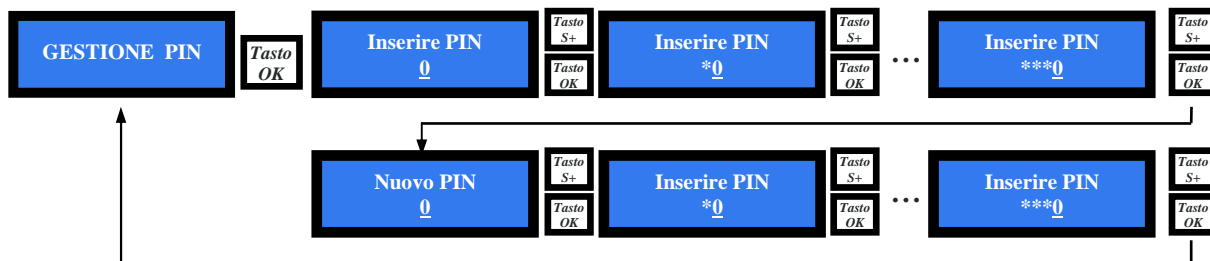 GESTIONE PIN
Tasto
OK
Inserire PIN
0
Tasto
S+
Tasto
OK
Inserire PIN
*0
Tasto
S+
Tasto
OK
...
Inserire PIN
***0
Tasto
S+
Tasto
OK
Nuovo PIN
0
Tasto
S+
Tasto
OK
Inserire PIN
*0
Tasto
S+
Tasto
OK
...
Inserire PIN
***0
Tasto
S+
Tasto
OK